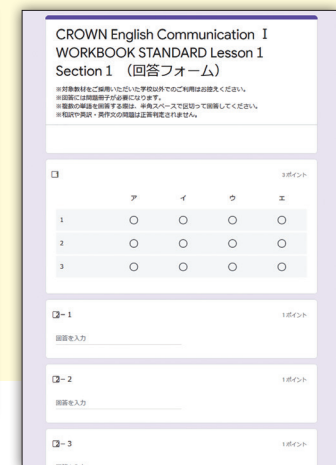 CROWN English Communication Ⅰ
WORKBOOK STANDARD Lesson 1
Section 1 （回答フォーム）
※対象教材をご採用いただいた学校以外でのご利用はお控えください。
※回答には問題冊子が必要になります。
※複数の単語を回答する際は、半角スペースで区切って回答してください。
※和訳や英訳・英作文の問題は正答判定されません。
1 3ポイント
ア イ ウ エ
1
2
3
2－1 1ポイント
回答を入力
2－2 1ポイント
回答を入力
2－3 1ポイント